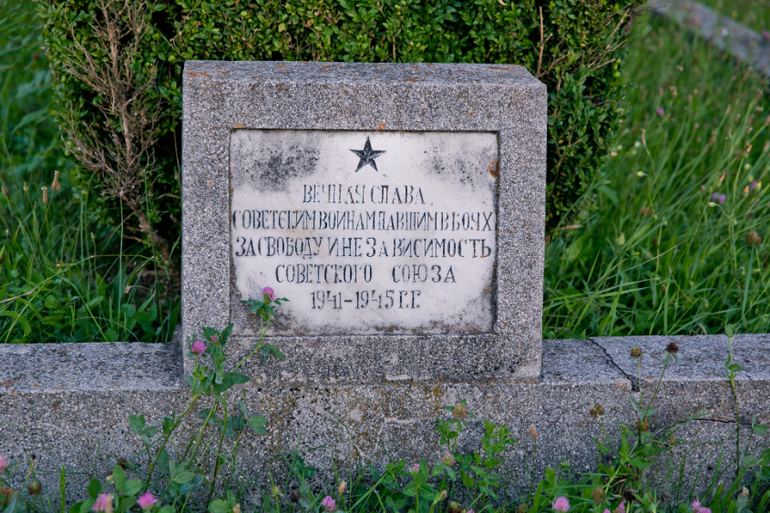 ВЕЧНАЯ СЛАВА
СОВЕТСКИМ ВОИНАМ ПАВШИМ В БОЯХ
ЗА СВОБОДУ И НЕЗАВИСИМОСТЬ
СОВЕТСКОГО СОЮЗА
1941-1945 Г.Г.